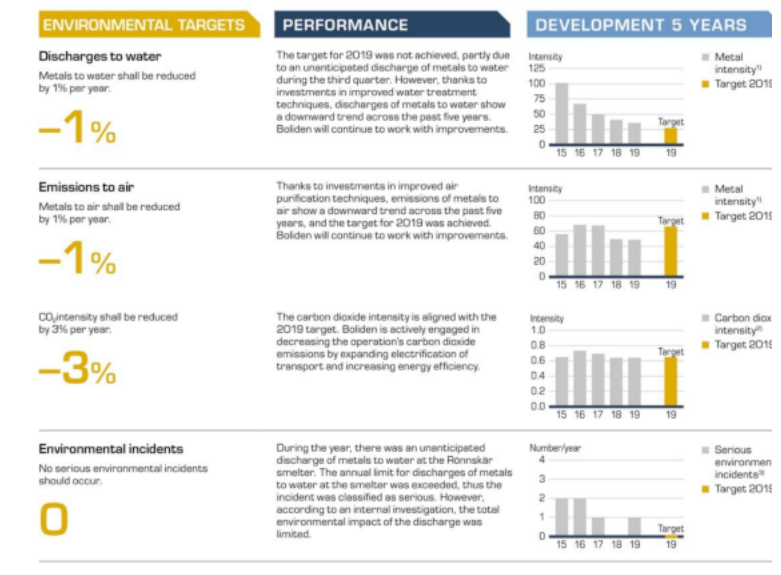 ENVIRONMENTAL TARGETS
PERFORMANCE
DEVELOPMENT 5 YEARS
Discharges to water
Metals to water shall be reduced
by 1% per year.
–1%
The target for 2019 was not achieved, partly due
to an unanticipated discharge of metals to water
during the third quarter. However, thanks to
investments in improved water treatment
techniques, discharges of metals to water show
a downward trend across the past five years.
Boliden will continue to work with improvements.
Intensity
125
100
75
50
25
0
Target
15 16 17 18 19 19
Metal
intensity¹⁾
Target 2019
Emissions to air
Metals to air shall be reduced
by 1% per year.
–1%
Thanks to investments in improved air
purification techniques, emissions of metals to
air show a downward trend across the past five
years, and the target for 2019 was achieved.
Boliden will continue to work with improvements.
Intensity
100
80
60
40
20
0
Target
15 16 17 18 19 19
Metal
intensity¹⁾
Target 2019
CO₂intensity shall be reduced
by 3% per year.
–3%
The carbon dioxide intensity is aligned with the
2019 target. Boliden is actively engaged in
decreasing the operation's carbon dioxide
emissions by expanding electrification of
transport and increasing energy efficiency.
Intensity
1.0
0.8
0.6
0.4
0.2
0.0
Target
15 16 17 18 19 19
Carbon diox
intensity²⁾
Target 2019
Environmental incidents
No serious environmental incidents
should occur.
0
During the year, there was an unanticipated
discharge of metals to water at the Rönnskär
smelter. The annual limit for discharges of metals
to water at the smelter was exceeded, thus the
incident was classified as serious. However,
according to an internal investigation, the total
environmental impact of the discharge was
limited.
Number/year
4
3
2
1
0
Target
15 16 17 18 19 19
Serious
environmen
incidents³⁾
Target 2019